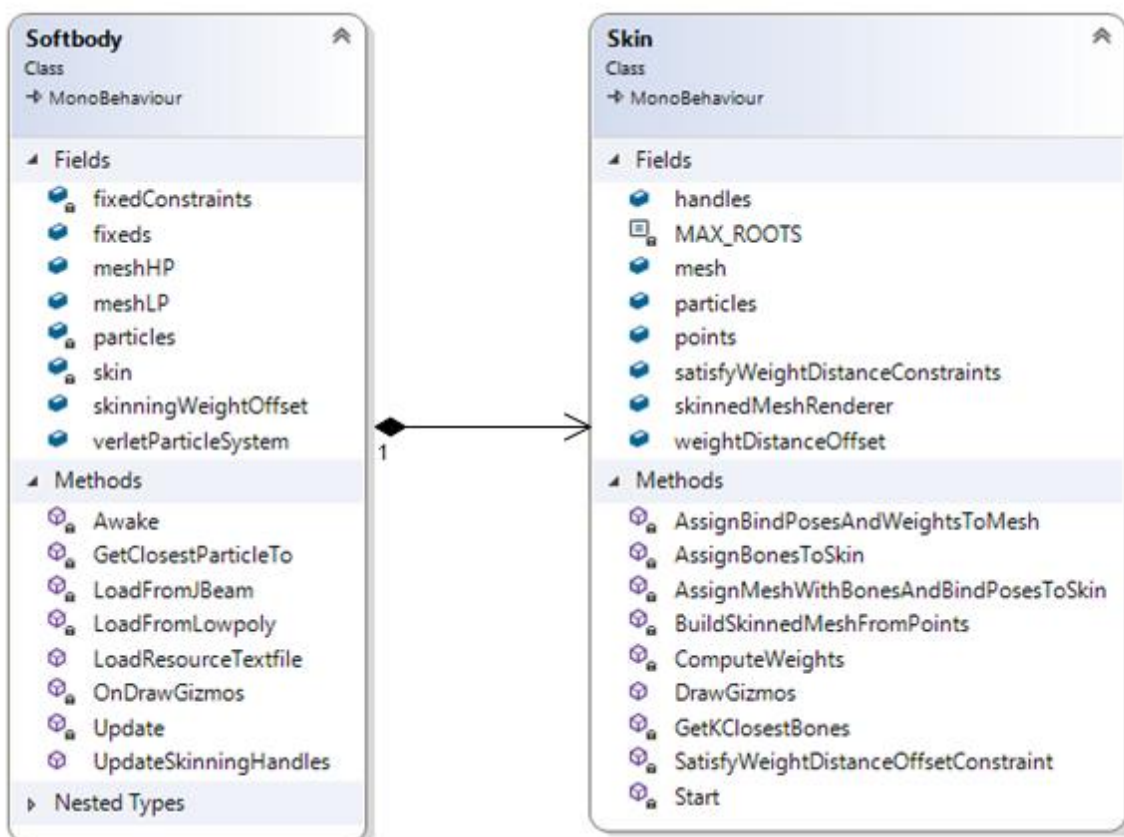 Softbody
Class
MonoBehaviour
Fields
fixedConstraints
fixeds
meshHP
meshLP
particles
skin
skinningWeightOffset
verletParticleSystem
Methods
Awake
GetClosestParticleTo
LoadFromJBeam
LoadFromLowpoly
LoadResourceTextfile
OnDrawGizmos
Update
UpdateSkinningHandles
Nested Types
1
Skin
Class
MonoBehaviour
Fields
handles
MAX_ROOTS
mesh
particles
points
satisfyWeightDistanceConstraints
skinnedMeshRenderer
weightDistanceOffset
Methods
AssignBindPosesAndWeightsToMesh
AssignBonesToSkin
AssignMeshWithBonesAndBindPosesToSkin
BuildSkinnedMeshFromPoints
ComputeWeights
DrawGizmos
GetKClosestBones
SatisfyWeightDistanceOffsetConstraint
Start